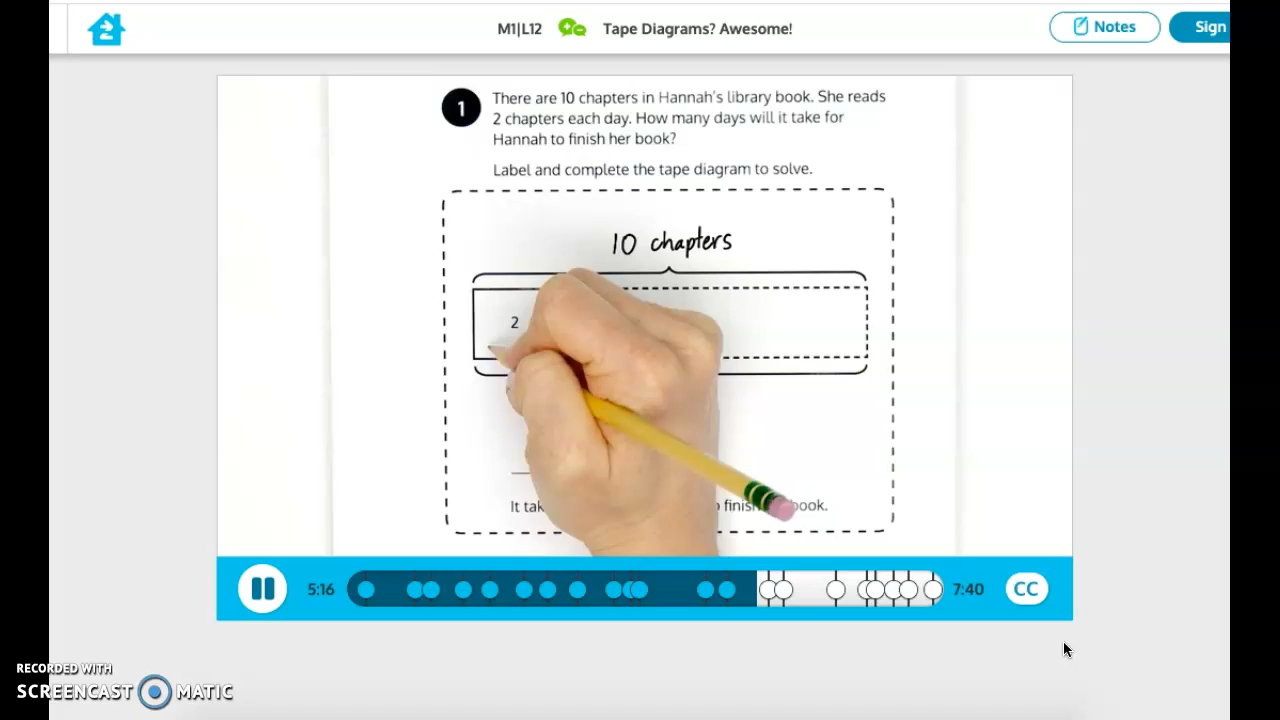 M1|L12 Tape Diagrams? Awesome! Notes Sign
1 There are 10 chapters in Hannah's library book. She reads
2 chapters each day. How many days will it take for
Hannah to finish her book?
Label and complete the tape diagram to solve.
10 chapters
2
It book.
5:16 7:40 CC
RECORDED WITH
SCREENCAST MATIC